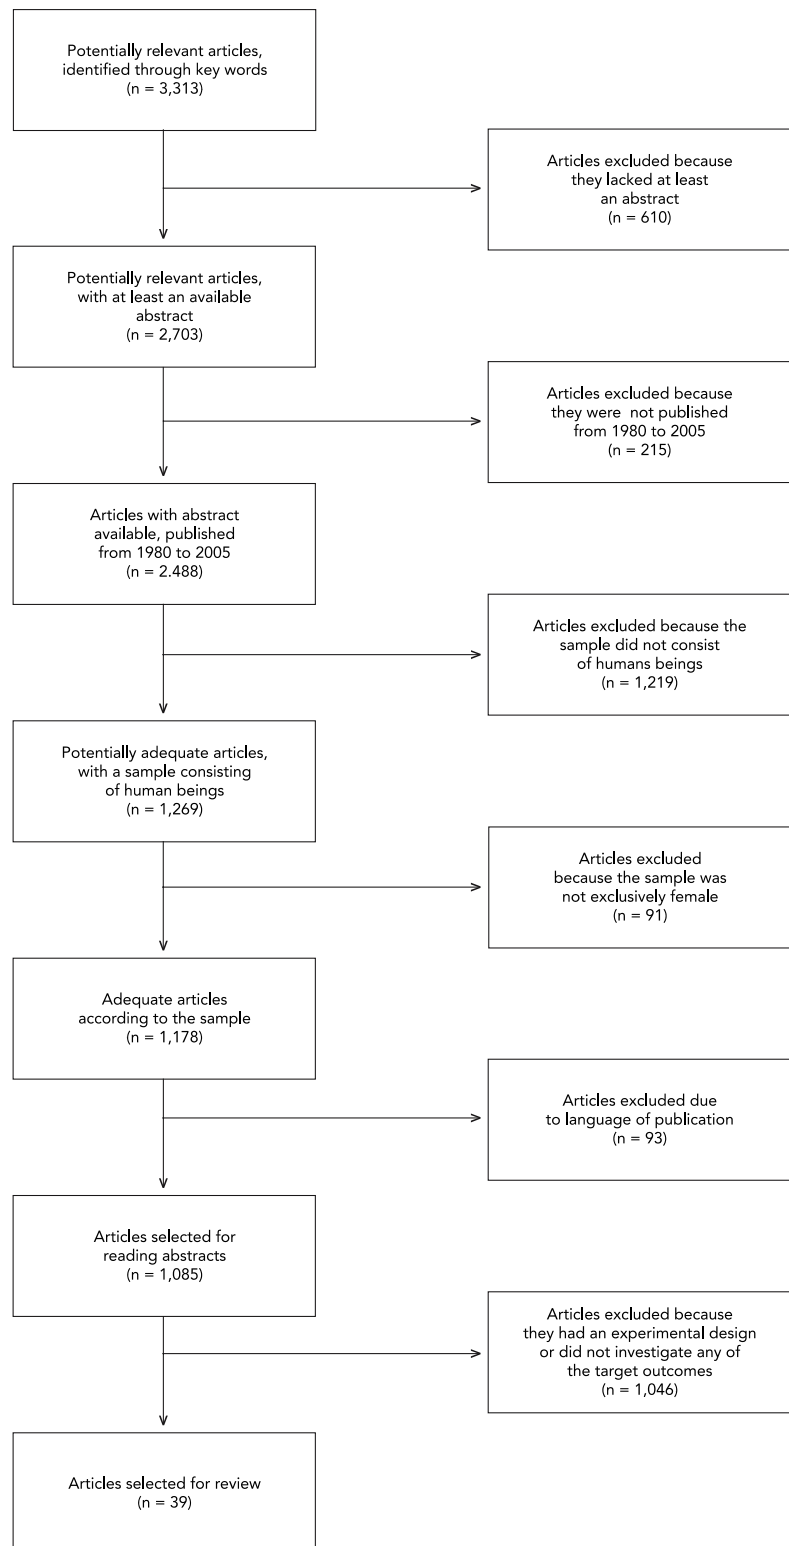 Potentially relevant articles,
identified through key words
(n = 3,313)
Articles excluded because
they lacked at least
an abstract
(n = 610)
Potentially relevant articles,
with at least an available
abstract
(n = 2,703)
Articles excluded because
they were not published
from 1980 to 2005
(n = 215)
Articles with abstract
available, published
from 1980 to 2005
(n = 2.488)
Articles excluded because the
sample did not consist
of humans beings
(n = 1,219)
Potentially adequate articles,
with a sample consisting
of human beings
(n = 1,269)
Articles excluded
because the sample was
not exclusively female
(n = 91)
Adequate articles
according to the sample
(n = 1,178)
Articles excluded due
to language of publication
(n = 93)
Articles selected for
reading abstracts
(n = 1,085)
Articles excluded because
they had an experimental design
or did not investigate any of
the target outcomes
(n = 1,046)
Articles selected for review
(n = 39)